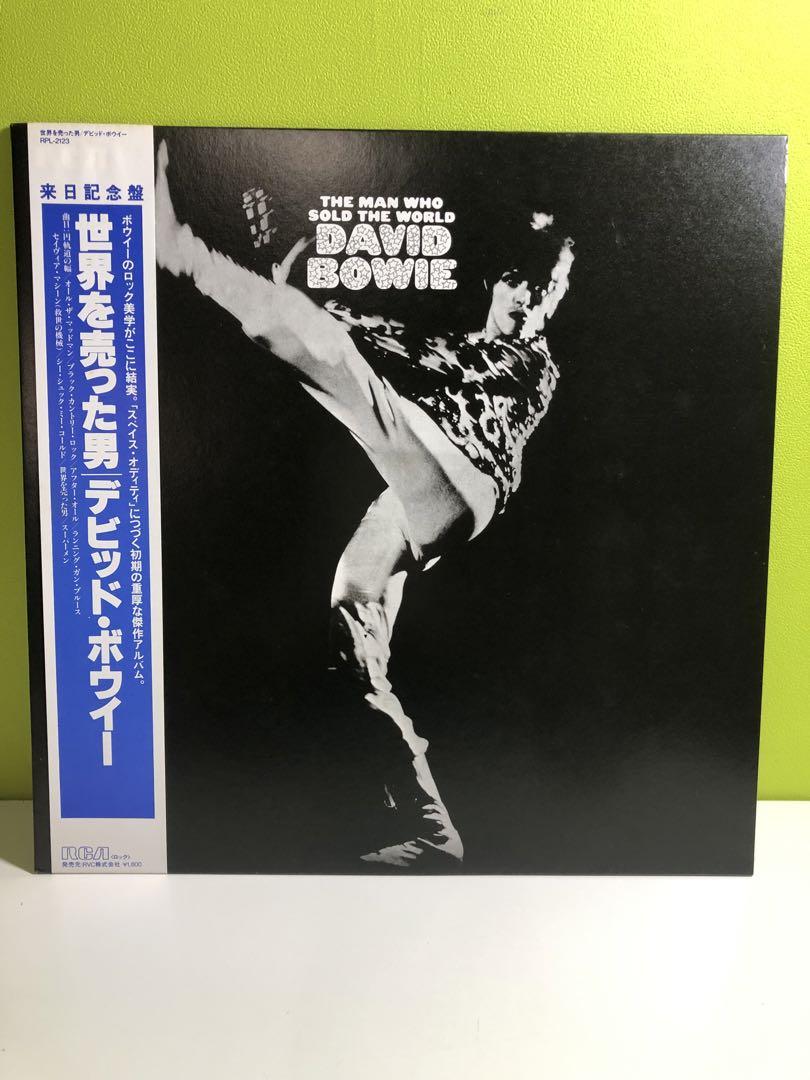 世界を売った男/デビッド・ボウイー
RPL-2123
来日記念盤
ボウイーのロック美学がここに結実。「スペイス・オディティ」につづく初期の重厚な傑作アルバム。
世界を売った男/デビッド・ボウイー
曲目:円軌道の幅/オール・ザ・マッドマン/ブラック・カントリー・ロック/アフター・オール/ランニング・ガン・ブルース
セイヴィア・マシーン(救世の機械)/シー・シュック・ミー・コールド/世界を売った男/スーパーメン
RCA 〈ロック〉
発売元:RVC株式会社 ¥1,800
THE MAN WHO
SOLD THE WORLD
DAVID
BOWIE